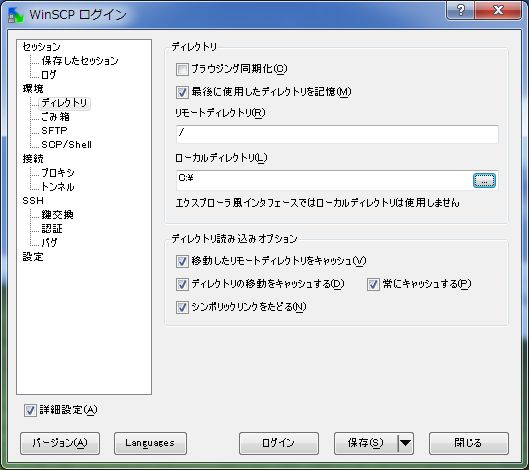 WinSCP ログイン
セッション
保存したセッション
ログ
環境
ディレクトリ
ごみ箱
SFTP
SCP/Shell
接続
プロキシ
トンネル
SSH
鍵交換
認証
バグ
設定
ディレクトリ
ブラウジング同期化(C)
最後に使用したディレクトリを記憶(M)
リモートディレクトリ(R)
/
ローカルディレクトリ(L)
C:¥
...
エクスプローラ風インタフェースではローカルディレクトリは使用しません
ディレクトリ読み込みオプション
移動したリモートディレクトリをキャッシュ(V)
ディレクトリの移動をキャッシュする(D) 常にキャッシュする(P)
シンボリックリンクをたどる(N)
詳細設定(A)
バージョン(A) Languages ログイン 保存(S) 閉じる